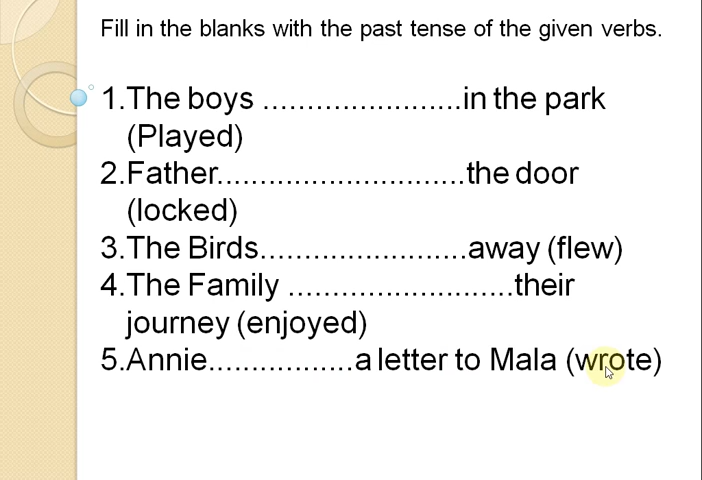 Fill in the blanks with the past tense of the given verbs.
1.The boys ......................in the park
(Played)
2.Father.............................the door
(locked)
3.The Birds........................away (flew)
4.The Family ..........................their
journey (enjoyed)
5.Annie.................a letter to Mala (wrote)